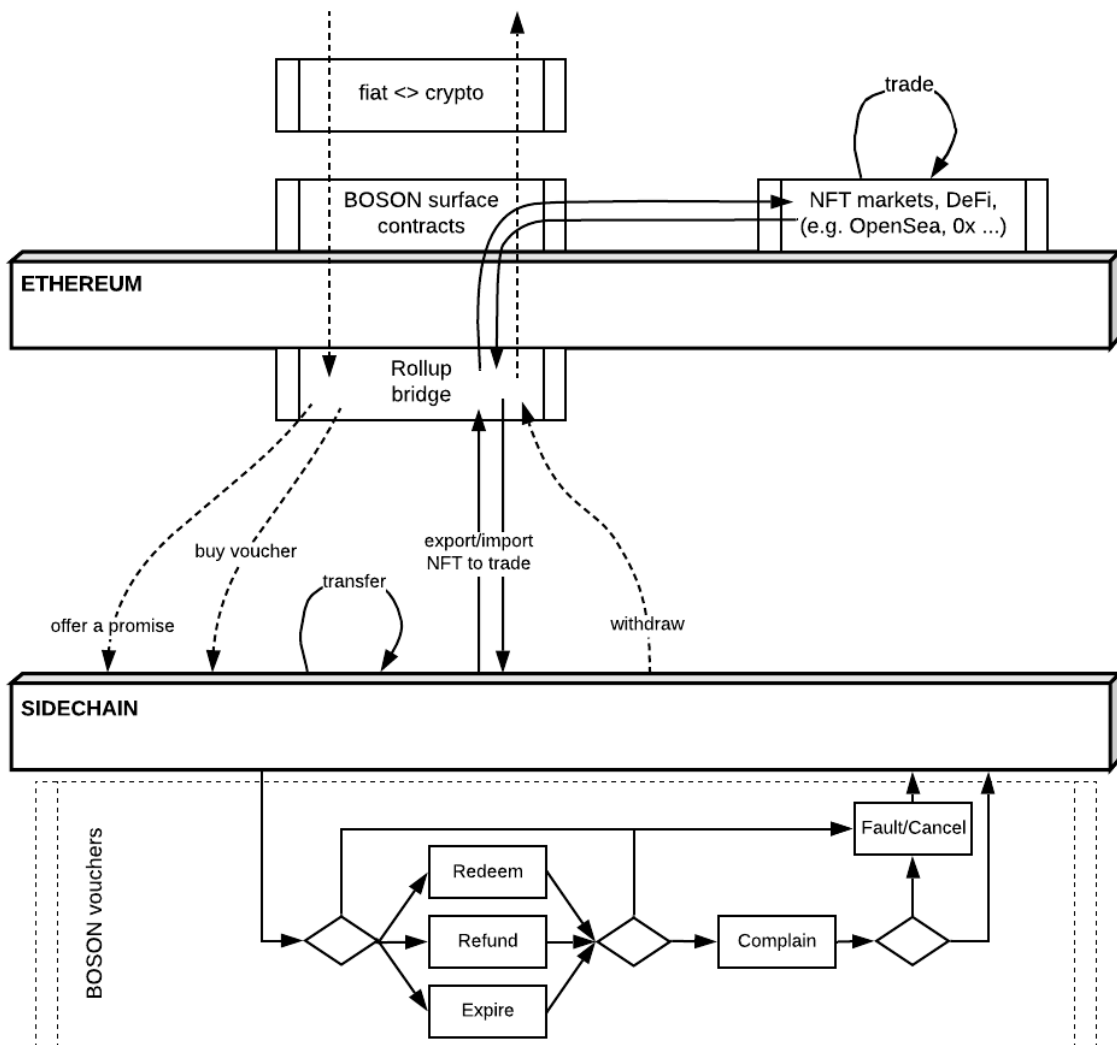 fiat <> crypto
trade
BOSON surface
contracts
NFT markets, DeFi,
(e.g. OpenSea, 0x ...)
ETHEREUM
Rollup
bridge
buy voucher
export/import
NFT to trade
transfer
offer a promise
withdraw
SIDECHAIN
BOSON vouchers
Fault/Cancel
Redeem
Refund
Complain
Expire